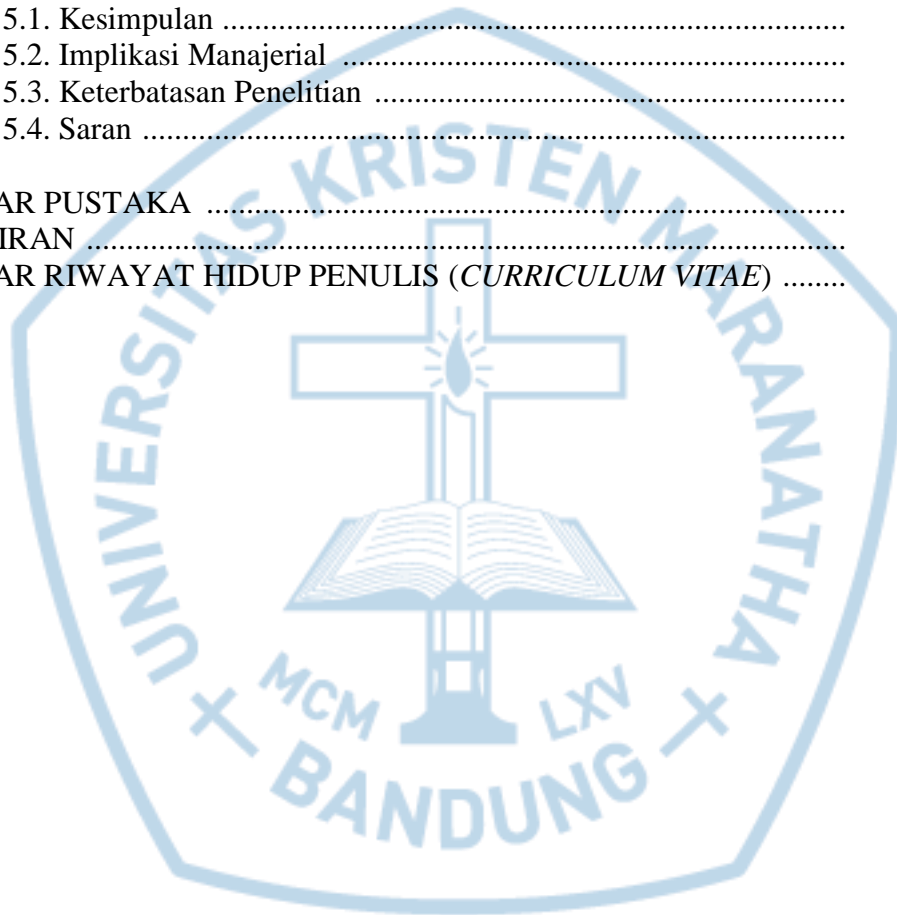 5.1. Kesimpulan ..............................................................................
5.2. Implikasi Manajerial ...............................................................
5.3. Keterbatasan Penelitian ...........................................................
5.4. Saran ........................................................................................
AR PUSTAKA ................................................................................
IRAN ...............................................................................................
AR RIWAYAT HIDUP PENULIS (CURRICULUM VITAE) ........
UNIVERSITAS KRISTEN MARANATHA
MCM LXV
BANDUNG